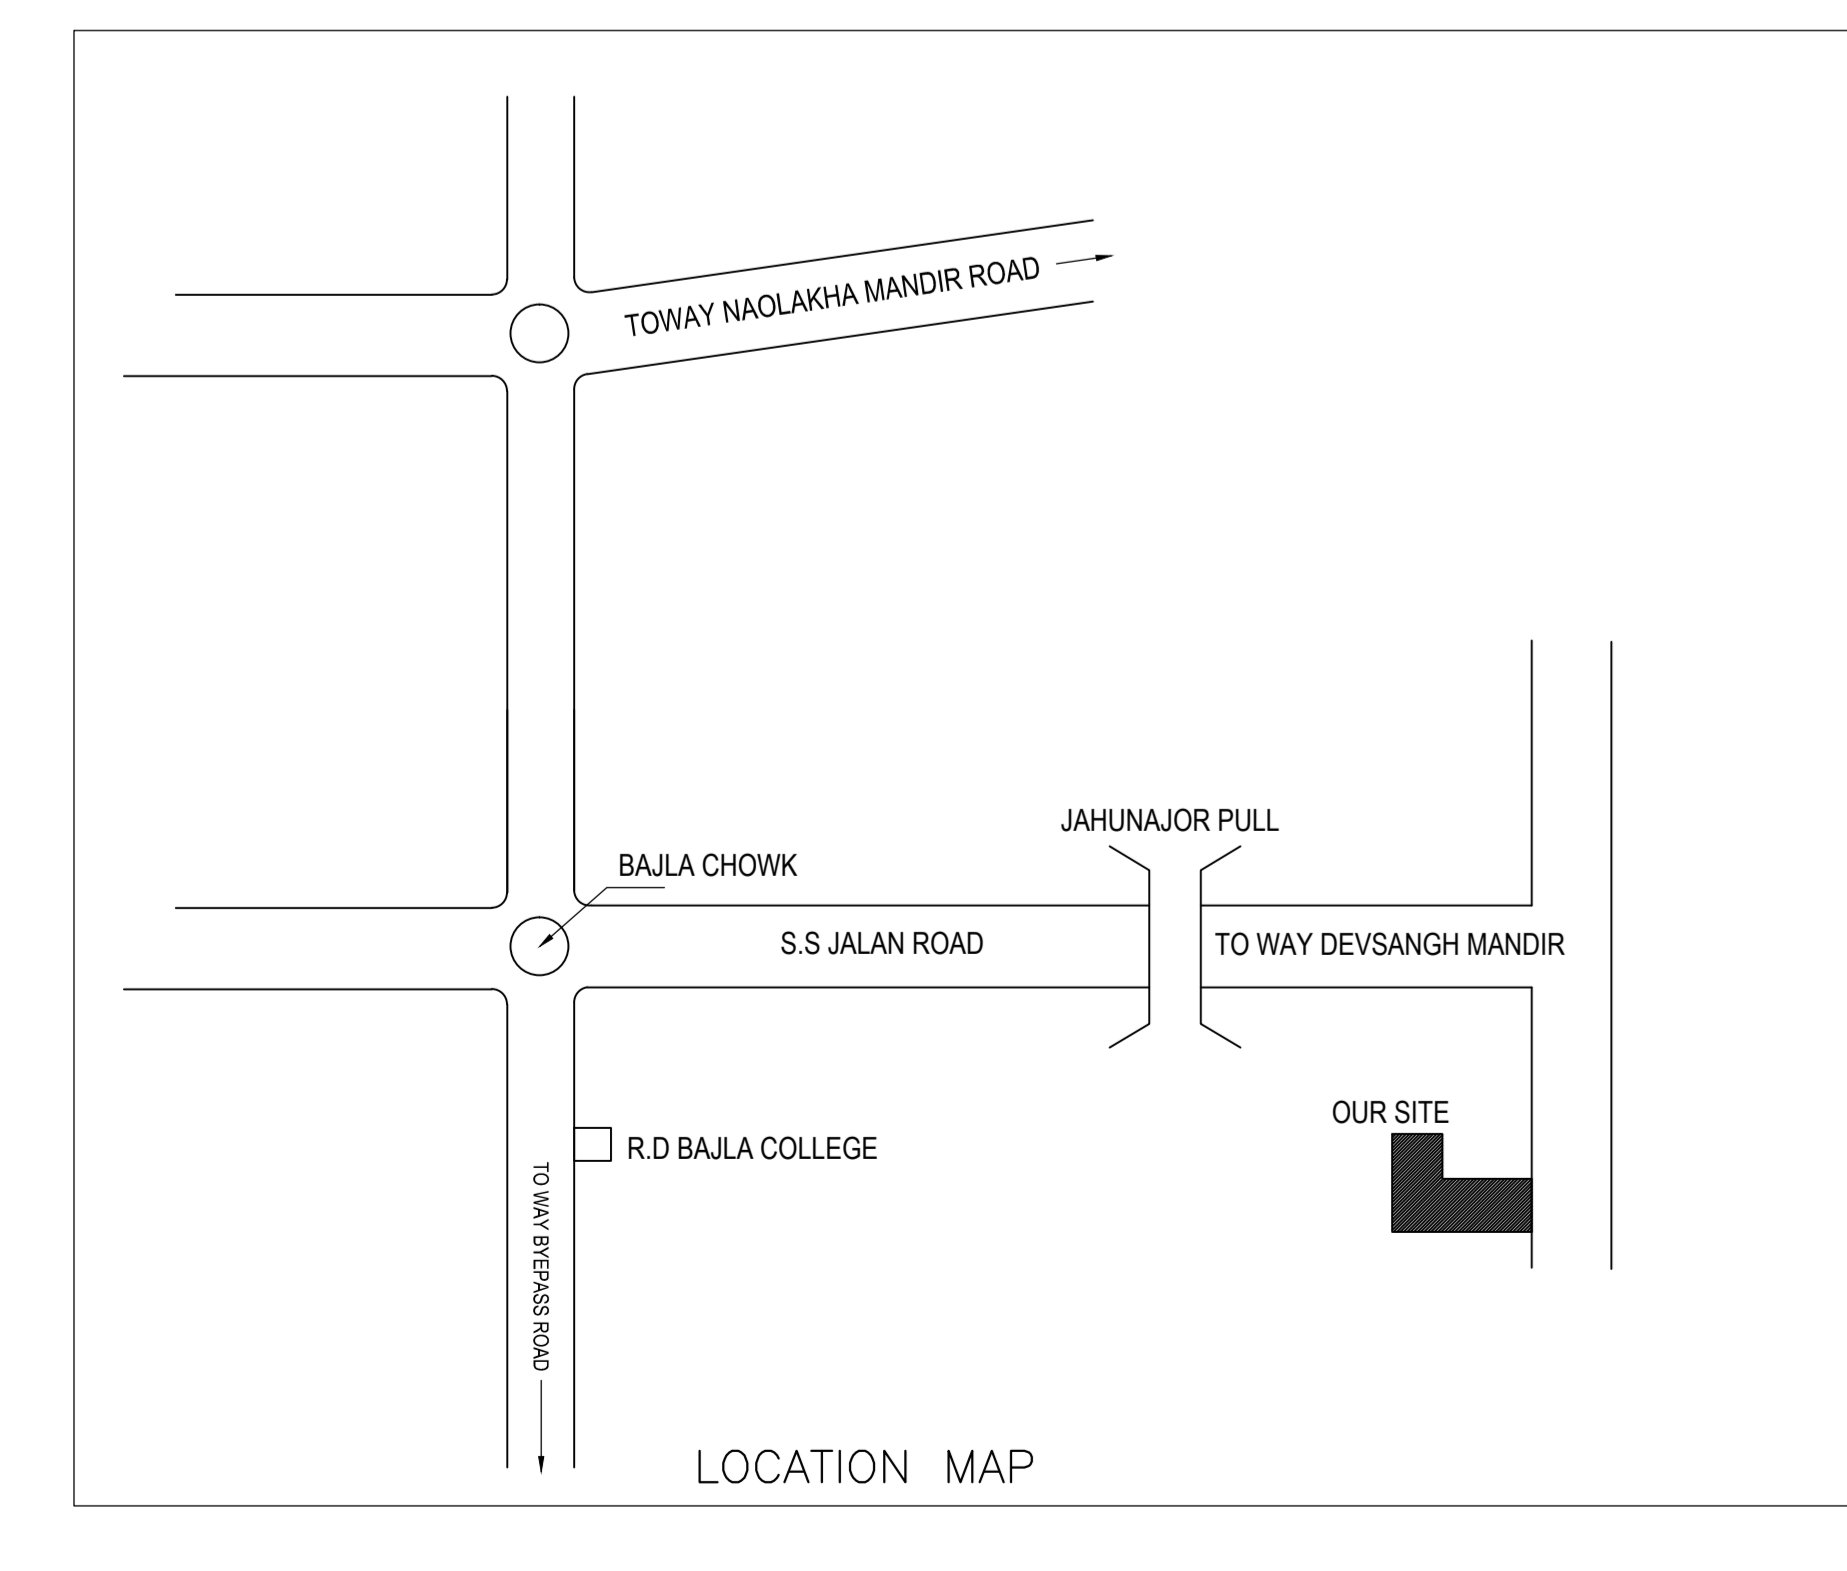 TOWAY NAOLAKHA MANDIR ROAD
JAHUNAJOR PULL
BAJLA CHOWK
S.S JALAN ROAD
TO WAY DEVSANGH MANDIR
OUR SITE
R.D BAJLA COLLEGE
TO WAY BYEPASS ROAD
LOCATION MAP